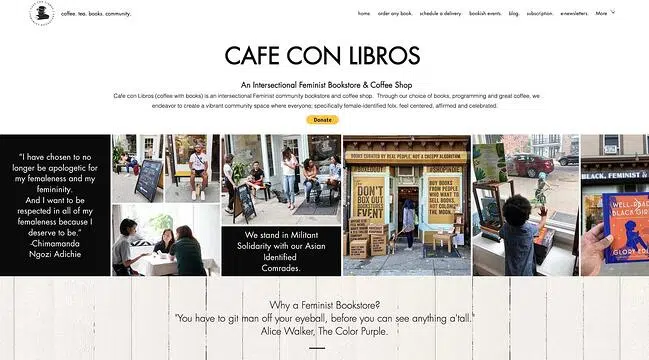 coffee. tea. books. community.
home order any book. schedule a delivery. bookish events. blog. subscription. e-newsletters. More
CAFE CON LIBROS
An Intersectional Feminist Bookstore & Coffee Shop
Cafe con Libros (coffee with books) is an intersectional Feminist community bookstore and coffee shop. Through our choice of books, programming and great coffee, we
endeavor to create a vibrant community space where everyone; specifically female-identified folx, feel centered, affirmed and celebrated.
Donate
"I have chosen to no
longer be apologetic for
my femaleness and my
femininity.
And I want to be
respected in all of my
femaleness because I
deserve to be."
-Chimamanda
Ngozi Adichie
We stand in Militant
Solidarity with our Asian
Identified
Comrades.
BOOKS CURATED BY REAL PEOPLE, NOT A CREEPY ALGORITHM.
DON'T
BOX OUT
BOOKSTORES
EVENT
BUY BOOKS
FROM PEOPLE
WHO WANT
TO SELL
BOOKS,
NOT COLONIZE
THE MOON.
BLACK, FEMINIST &
WELL-READ
BLACK GIRL
GLORY EDIM
Why a Feminist Bookstore?
"You have to git man off your eyeball, before you can see anything a'tall."
Alice Walker, The Color Purple.